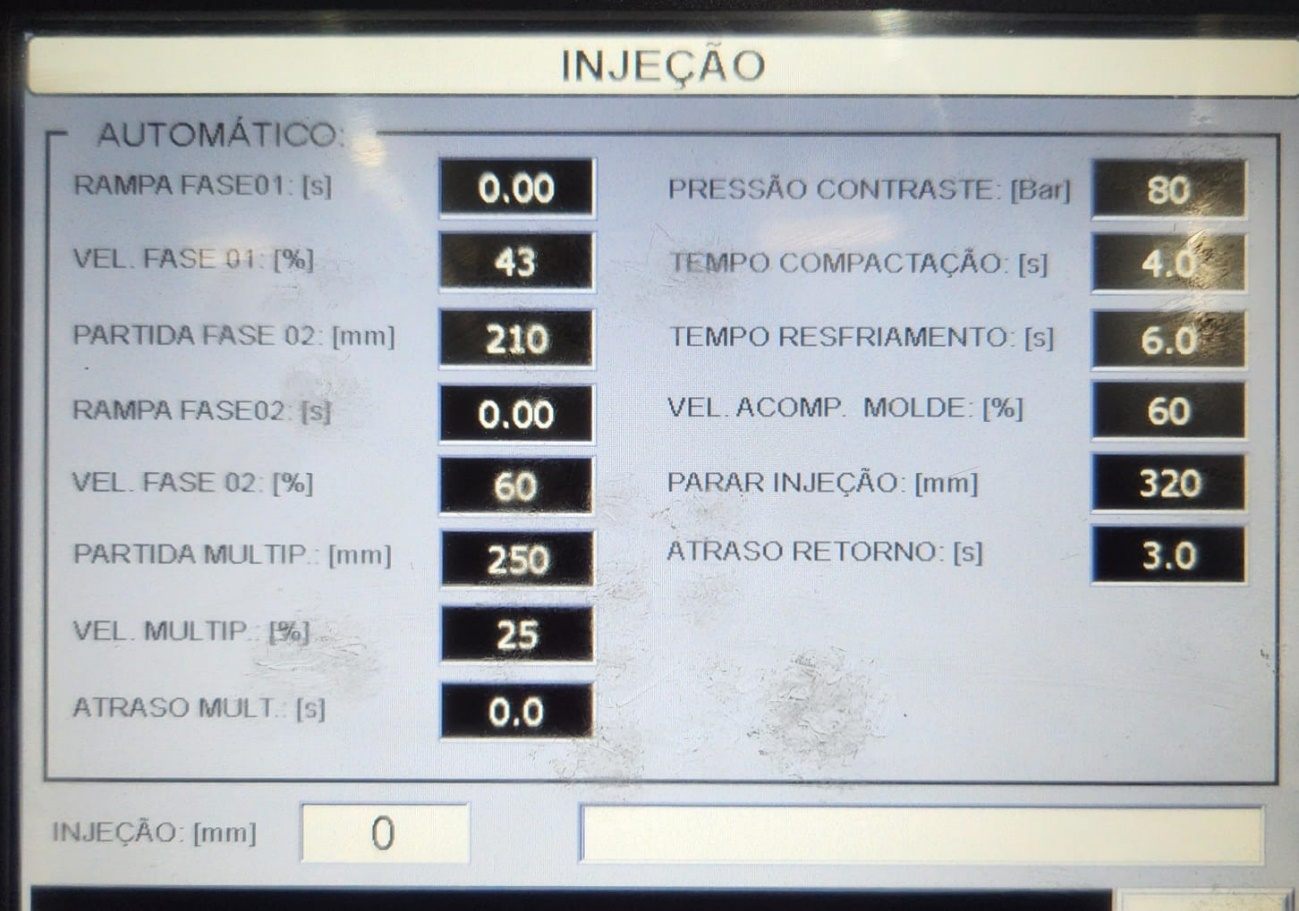 INJEÇÃO
AUTOMÁTICO:
RAMPA FASE01: [s] 0.00
VEL. FASE 01: [%] 43
PARTIDA FASE 02: [mm] 210
RAMPA FASE02: [s] 0.00
VEL. FASE 02: [%] 60
PARTIDA MULTIP.: [mm] 250
VEL. MULTIP.: [%] 25
ATRASO MULT.: [s] 0.0
PRESSÃO CONTRASTE: [Bar] 80
TEMPO COMPACTAÇÃO: [s] 4.0
TEMPO RESFRIAMENTO: [s] 6.0
VEL. ACOMP. MOLDE: [%] 60
PARAR INJEÇÃO: [mm] 320
ATRASO RETORNO: [s] 3.0
INJEÇÃO: [mm] 0